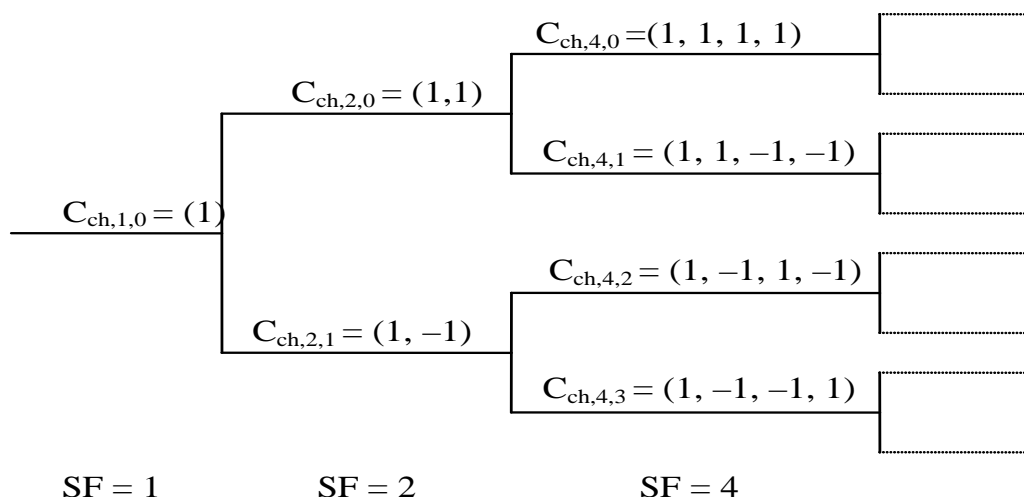 C_ch,4,0 =(1, 1, 1, 1)
C_ch,2,0 = (1,1)
C_ch,4,1 = (1, 1, –1, –1)
C_ch,1,0 = (1)
C_ch,4,2 = (1, –1, 1, –1)
C_ch,2,1 = (1, –1)
C_ch,4,3 = (1, –1, –1, 1)
SF = 1 SF = 2 SF = 4